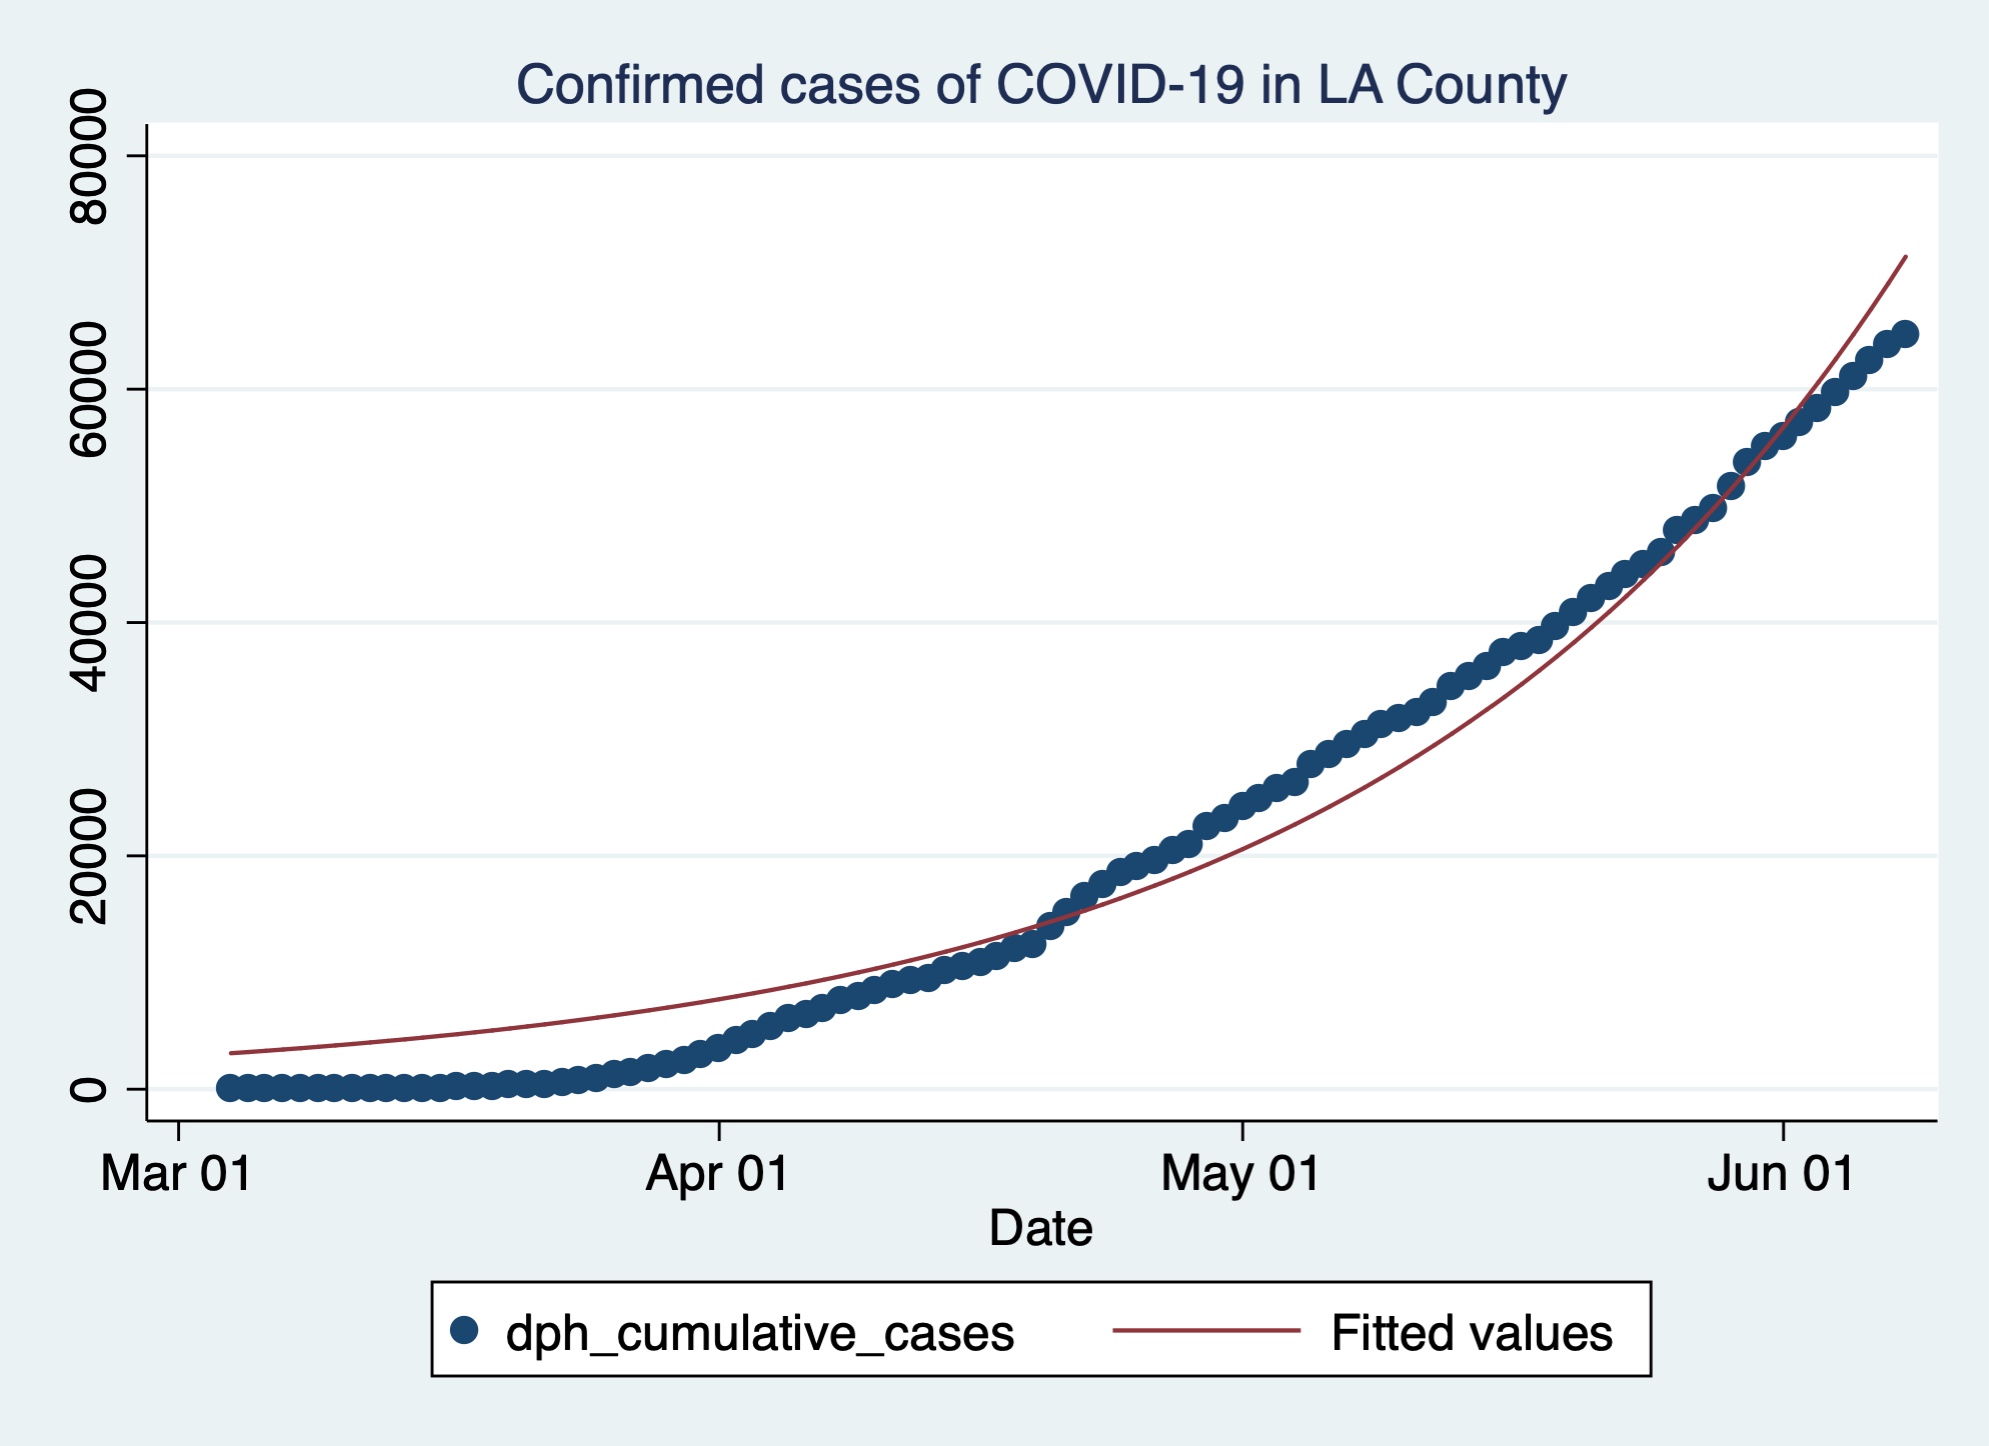 Confirmed cases of COVID-19 in LA County
80000
60000
40000
20000
0
Mar 01 Apr 01 May 01 Jun 01
Date
dph_cumulative_cases Fitted values